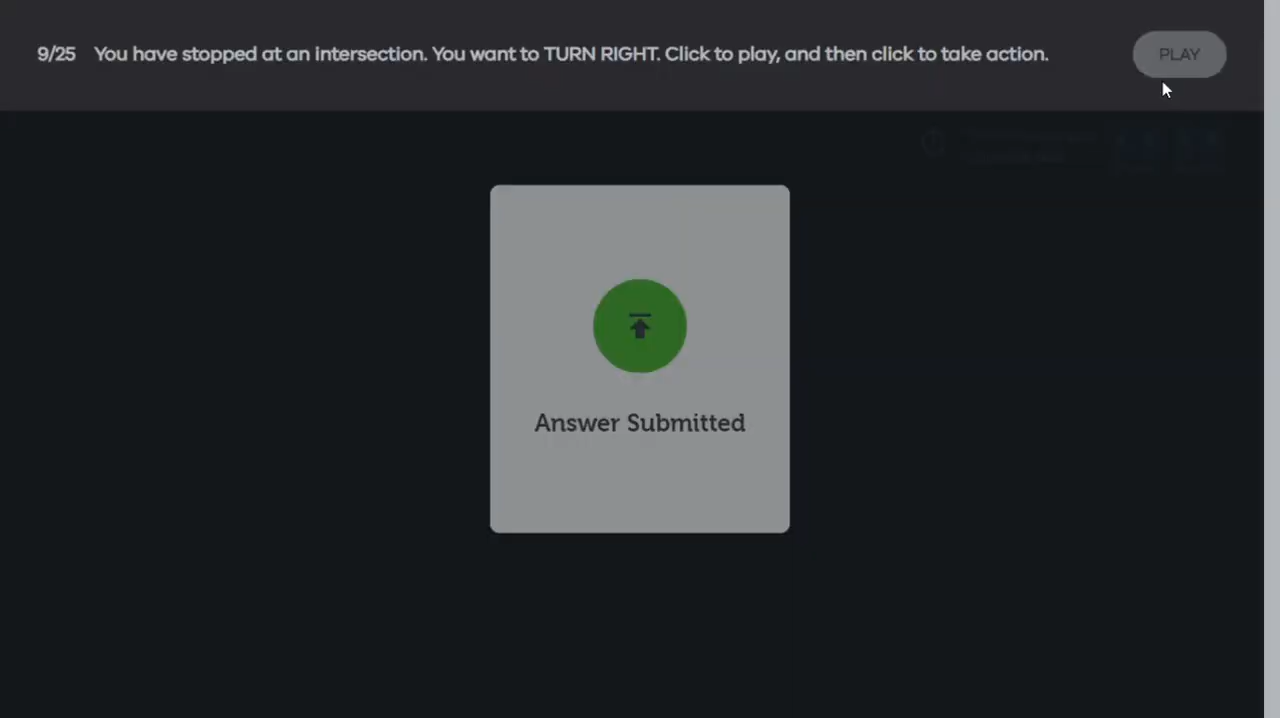 9/25 You have stopped at an intersection. You want to TURN RIGHT. Click to play, and then click to take action. PLAY
Answer Submitted